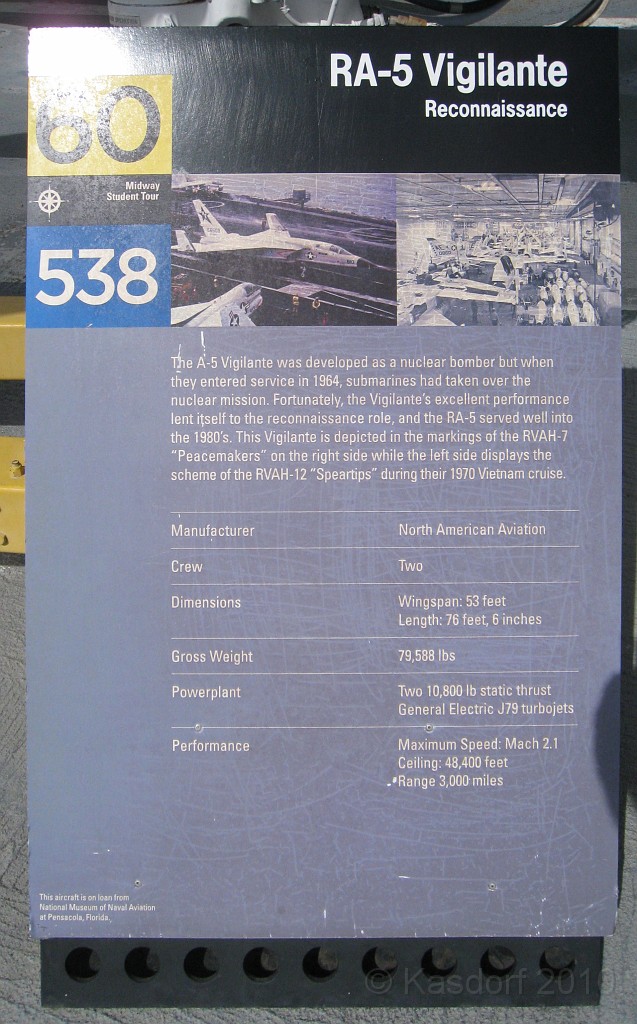 RA-5 Vigilante
Reconnaissance
60
Midway
Student Tour
538
The A-5 Vigilante was developed as a nuclear bomber but when
they entered service in 1964, submarines had taken over the
nuclear mission. Fortunately, the Vigilante's excellent performance
lent itself to the reconnaissance role, and the RA-5 served well into
the 1980's. This Vigilante is depicted in the markings of the RVAH-7
"Peacemakers" on the right side while the left side displays the
scheme of the RVAH-12 "Speartips" during their 1970 Vietnam cruise.
Manufacturer North American Aviation
Crew Two
Dimensions Wingspan: 53 feet
Length: 76 feet, 6 inches
Gross Weight 79,588 lbs
Powerplant Two 10,800 lb static thrust
General Electric J79 turbojets
Performance Maximum Speed: Mach 2.1
Ceiling: 48,400 feet
Range 3,000 miles
This aircraft is on loan from
National Museum of Naval Aviation
at Pensacola, Florida.
© Kasdorf 2010